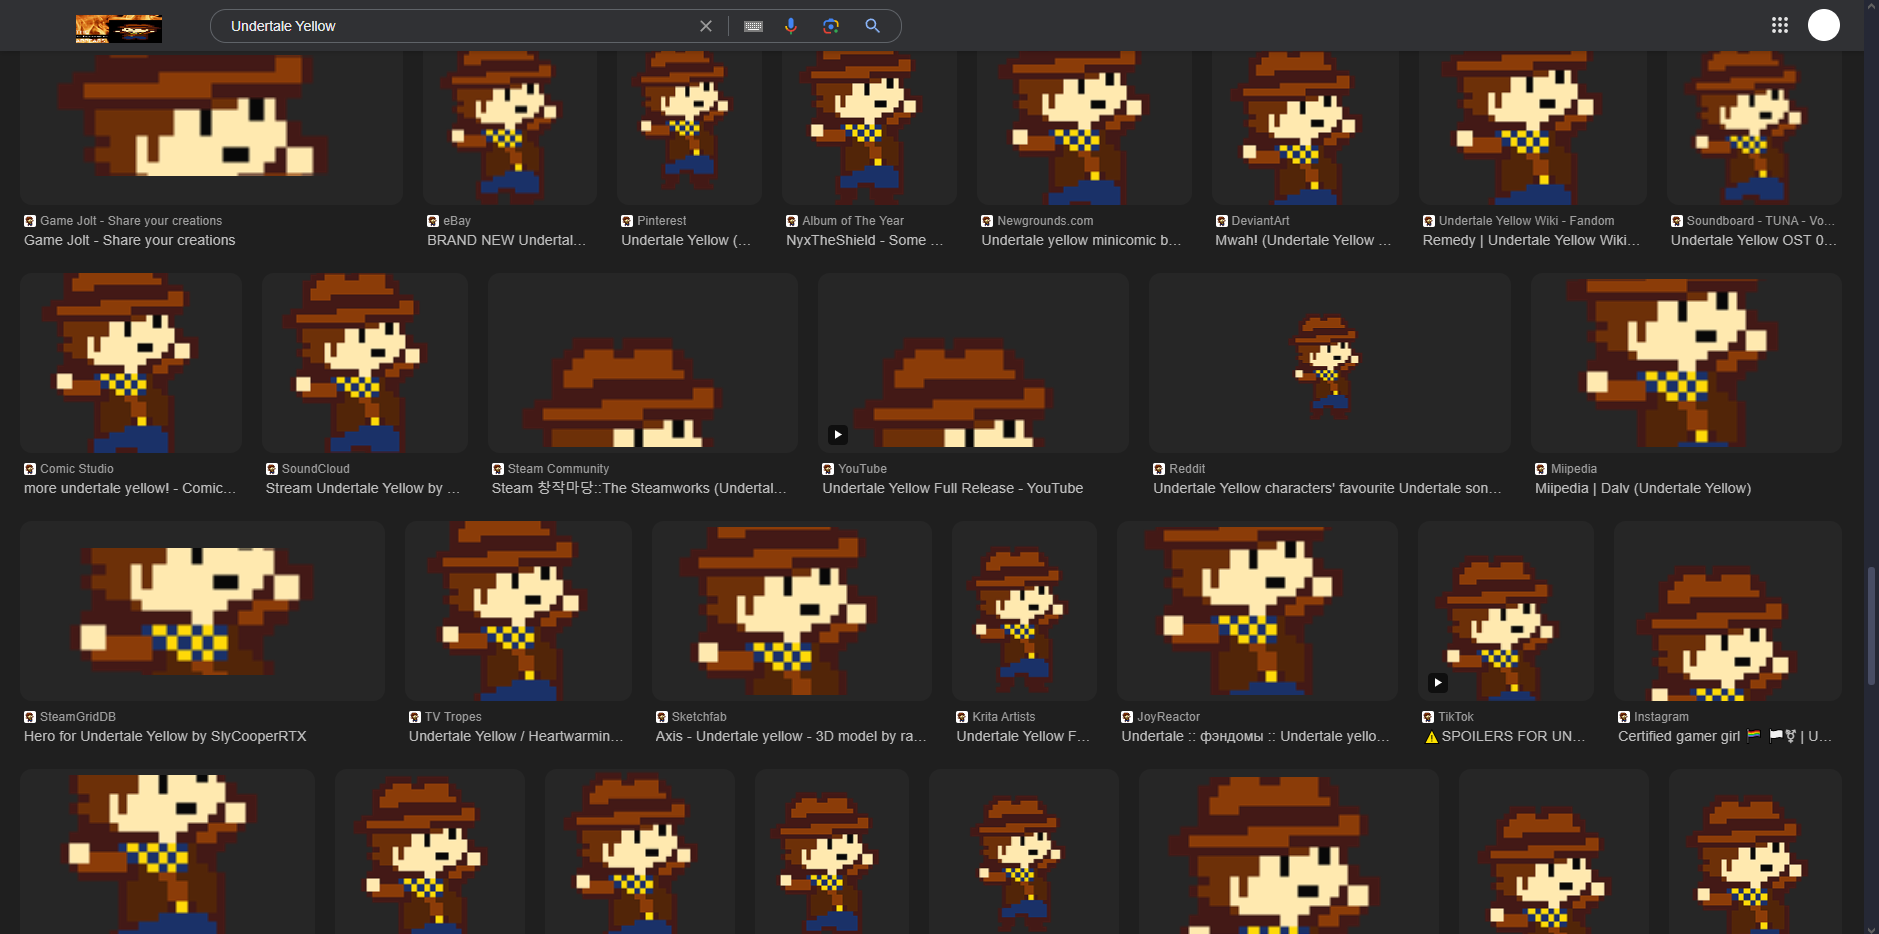 Undertale Yellow
Game Jolt - Share your creations
Game Jolt - Share your creations
eBay
BRAND NEW Undertal...
Pinterest
Undertale Yellow (...
Album of The Year
NyxTheShield - Some ...
Newgrounds.com
Undertale yellow minicomic b...
DeviantArt
Mwah! (Undertale Yellow ...
Undertale Yellow Wiki - Fandom
Remedy | Undertale Yellow Wiki...
Soundboard - TUNA - Vo...
Undertale Yellow OST 0...
Comic Studio
more undertale yellow! - Comic...
SoundCloud
Stream Undertale Yellow by ...
Steam Community
Steam 창작마당::The Steamworks (Undertal...
YouTube
Undertale Yellow Full Release - YouTube
Reddit
Undertale Yellow characters' favourite Undertale son...
Miipedia
Miipedia | Dalv (Undertale Yellow)
SteamGridDB
Hero for Undertale Yellow by SlyCooperRTX
TV Tropes
Undertale Yellow / Heartwarmin...
Sketchfab
Axis - Undertale yellow - 3D model by ra...
Krita Artists
Undertale Yellow F...
JoyReactor
Undertale :: фэндомы :: Undertale yello...
TikTok
⚠️SPOILERS FOR UN...
Instagram
Certified gamer girl 🏳️‍🌈 🏳️⚧ | U...